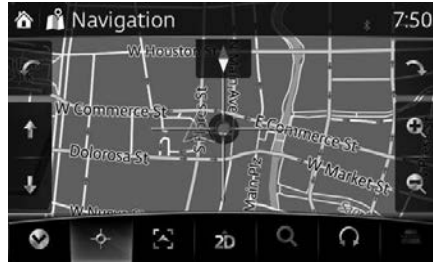 Navigation
7:50
W Houston St
W Commerce St
E Commerce St
Dolorosa St
W Market St
Main Plz
2D